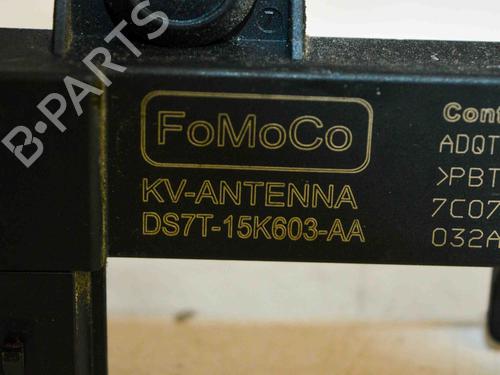 B-PARTS
FoMoCo
KV-ANTENNA
DS7T-15K603-AA
Cont
ADQT
>PBT
7C07
032A